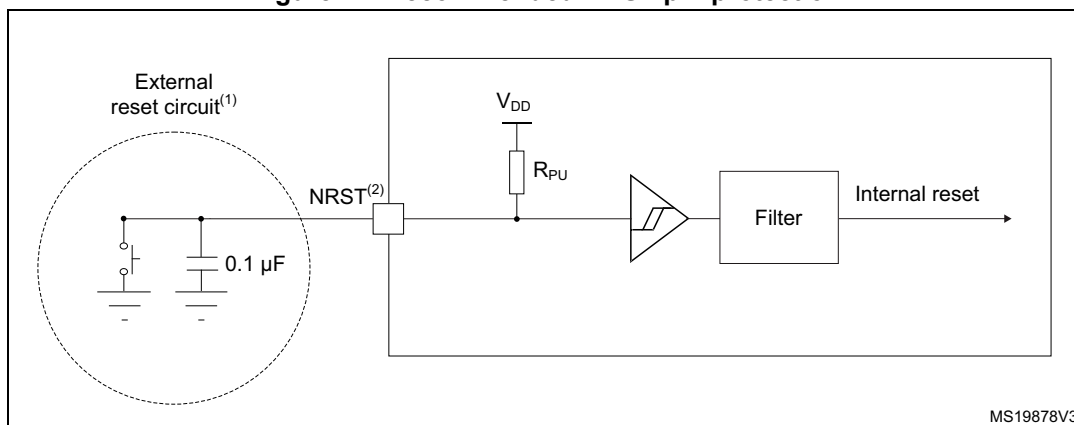 External
reset circuit(1)
VDD
RPU
NRST(2)
Filter
Internal reset
0.1 µF
MS19878V3